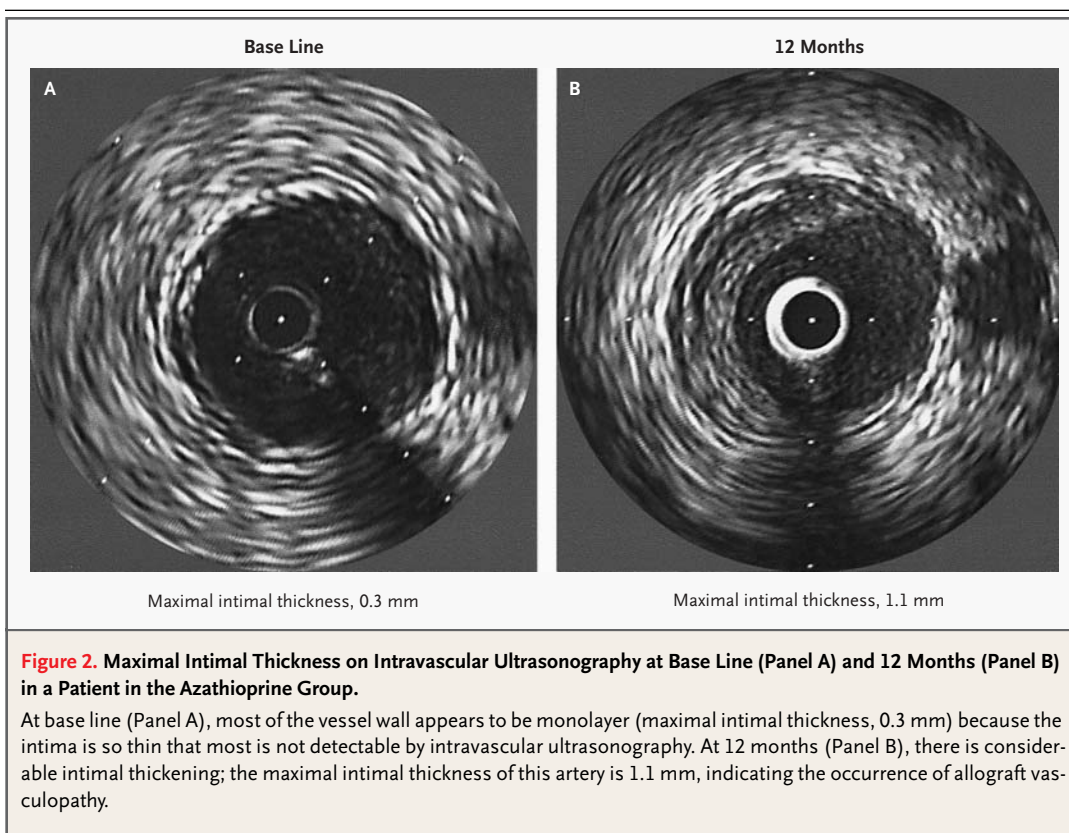 Base Line
12 Months
A
B
Maximal intimal thickness, 0.3 mm
Maximal intimal thickness, 1.1 mm
Figure 2. Maximal Intimal Thickness on Intravascular Ultrasonography at Base Line (Panel A) and 12 Months (Panel B)
in a Patient in the Azathioprine Group.
At base line (Panel A), most of the vessel wall appears to be monolayer (maximal intimal thickness, 0.3 mm) because the
intima is so thin that most is not detectable by intravascular ultrasonography. At 12 months (Panel B), there is consider-
able intimal thickening; the maximal intimal thickness of this artery is 1.1 mm, indicating the occurrence of allograft vas-
culopathy.